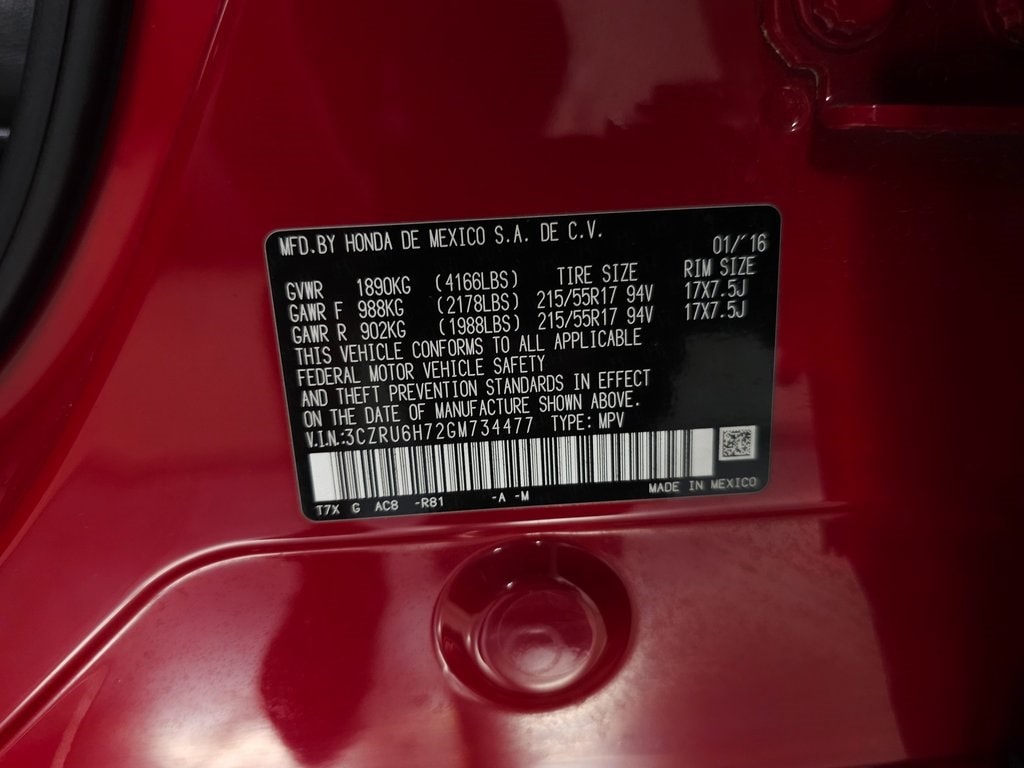 MFD.BY HONDA DE MEXICO S.A. DE C.V. 01/'16
GVWR 1890KG (4166LBS) TIRE SIZE RIM SIZE
GAWR F 988KG (2178LBS) 215/55R17 94V 17X7.5J
GAWR R 902KG (1988LBS) 215/55R17 94V 17X7.5J
THIS VEHICLE CONFORMS TO ALL APPLICABLE
FEDERAL MOTOR VEHICLE SAFETY
AND THEFT PREVENTION STANDARDS IN EFFECT
ON THE DATE OF MANUFACTURE SHOWN ABOVE.
V.I.N.:3CZRU6H72GM734477 TYPE: MPV
T7X G AC8 -R81 -A -M MADE IN MEXICO